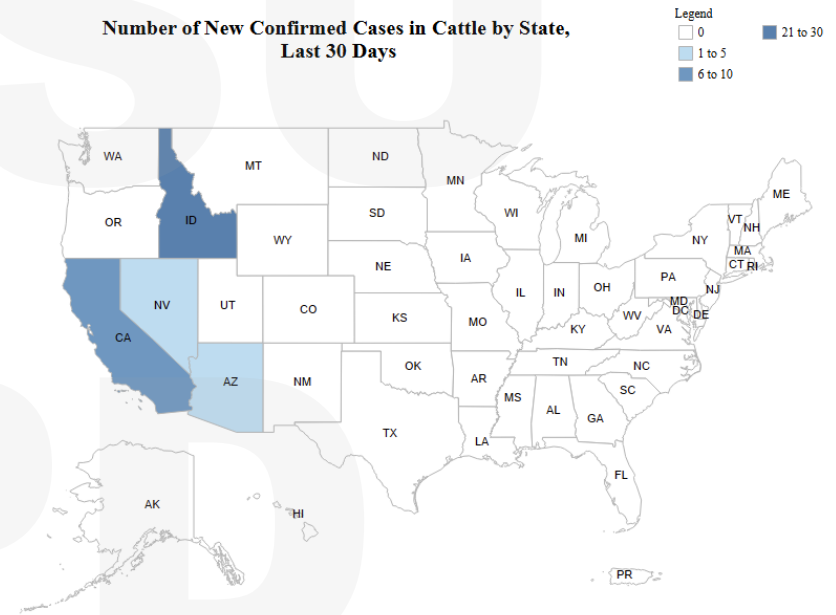 Number of New Confirmed Cases in Cattle by State,
Last 30 Days
Legend
0
21 to 30
1 to 5
6 to 10
WA
MT
ND
MN
ME
OR
ID
SD
WI
VT
NH
WY
MI
NY
MA
IA
CT
RI
NE
PA
NJ
NV
UT
CO
IL
IN
OH
MD
DC
DE
KS
MO
WV
VA
KY
CA
AZ
NM
OK
AR
TN
NC
SC
MS
AL
GA
TX
LA
FL
AK
HI
PR
SU
PD